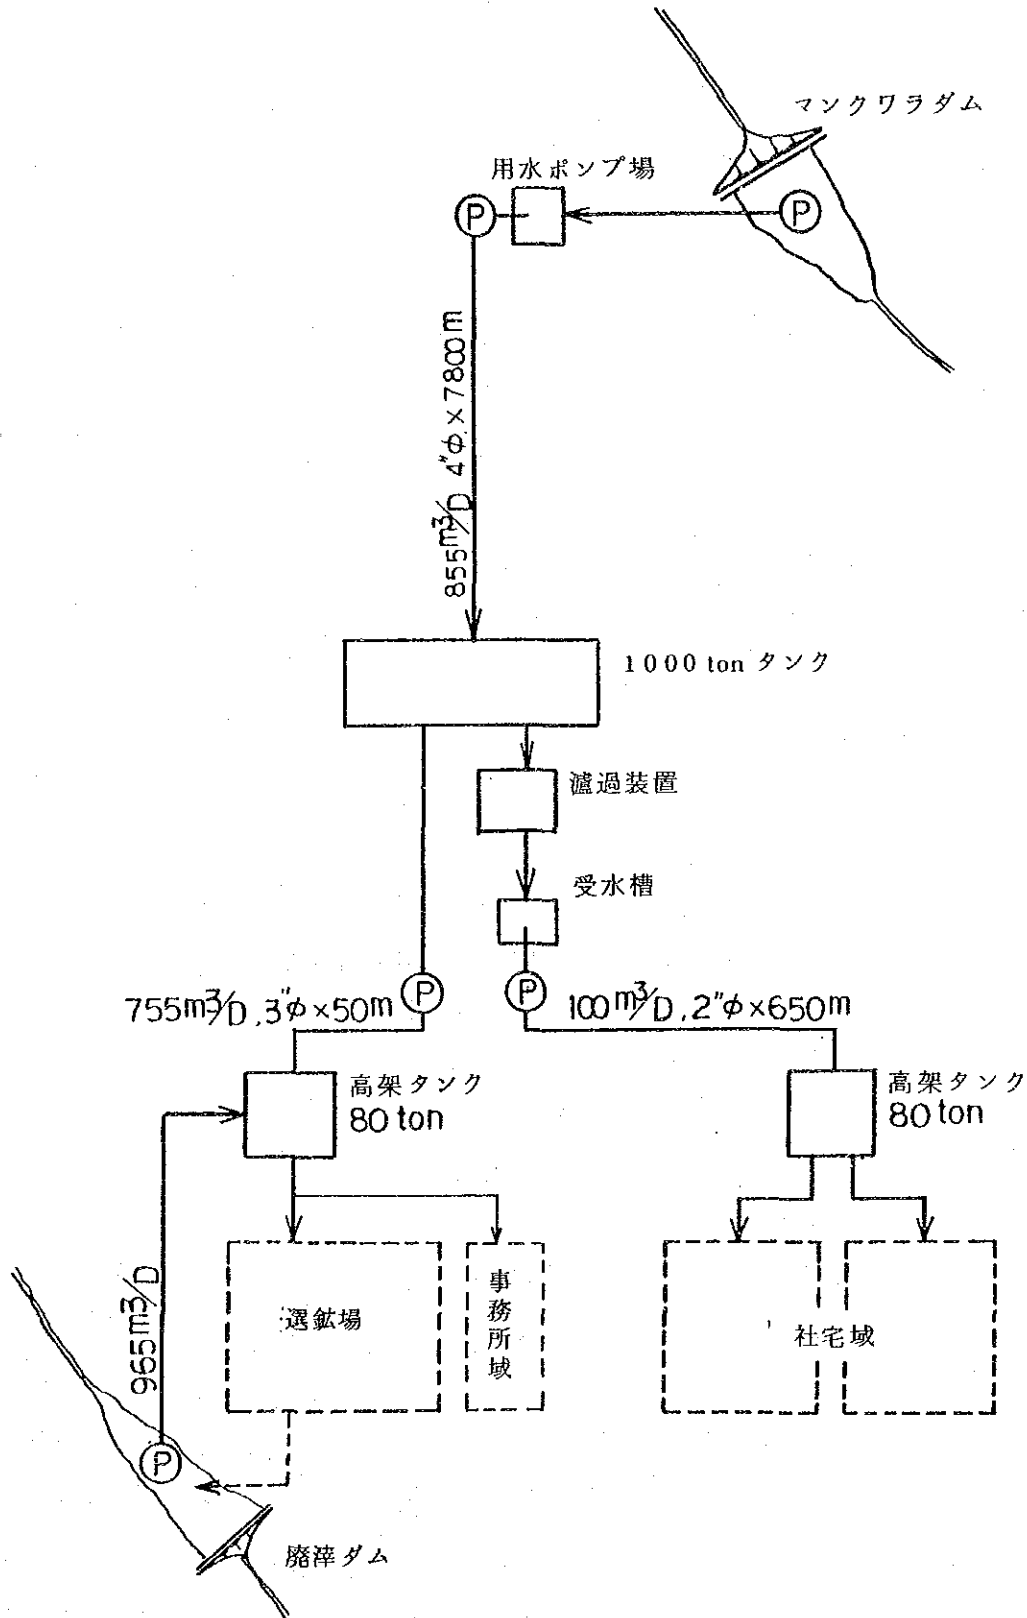 マンクワラダム
用水ポンプ場
P
P
855m³/D 4"φ×7800m
1000 ton タンク
濾過装置
受水槽
P
P
755m³/D, 3"φ×50m
100m³/D, 2"φ×650m
高架タンク
80 ton
高架タンク
80 ton
965m³/D
選鉱場
事務所域
社宅域
P
廃滓ダム